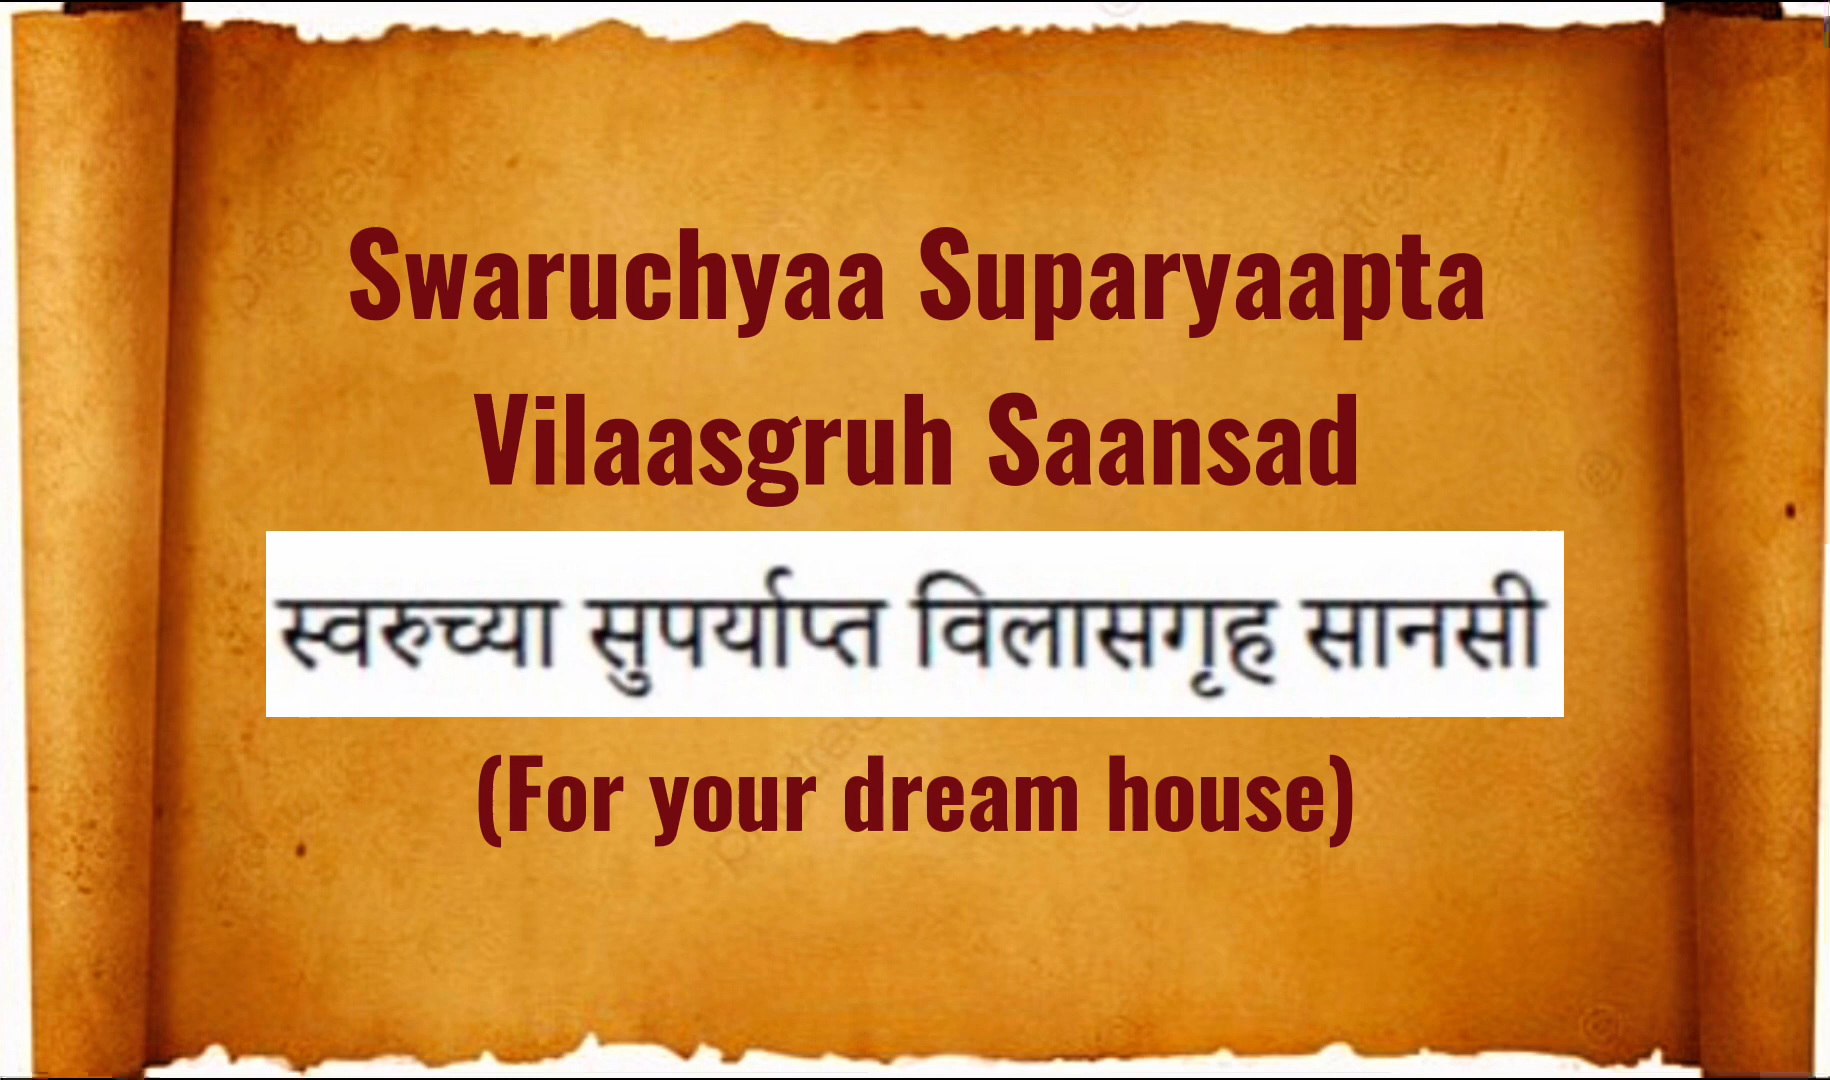 Swaruchyaa Suparyaapta
Vilaasgruh Saansad
स्वरुच्या सुपर्याप्त विलासगृह सानसी
(For your dream house)